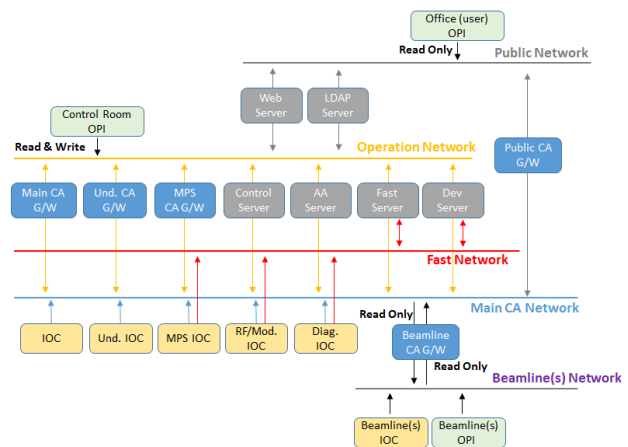 Office (user)
OPI
Read Only
Public Network
Web
Server
LDAP
Server
Control Room
OPI
Read & Write
Operation Network
Public CA
G/W
Main CA
G/W
Und. CA
G/W
MPS
CA G/W
Control
Server
AA
Server
Fast
Server
Dev
Server
Fast Network
Main CA Network
Read Only
IOC
Und. IOC
MPS IOC
RF/Mod.
IOC
Diag.
IOC
Beamline
CA G/W
Read Only
Beamline(s) Network
Beamline(s)
IOC
Beamline(s)
OPI